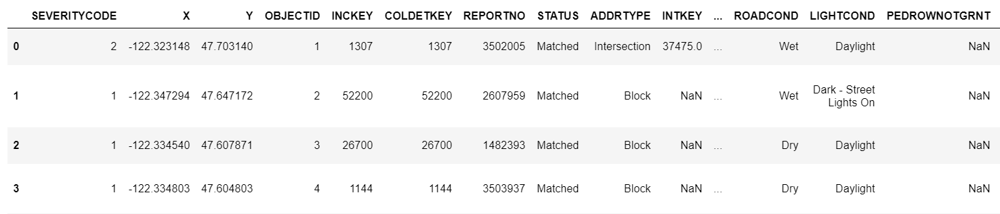 SEVERITYCODE X Y OBJECTID INCKEY COLDETKEY REPORTNO STATUS ADDRTYPE INTKEY ... ROADCOND LIGHTCOND PEDROWNOTGRNT
0 2 -122.323148 47.703140 1 1307 1307 3502005 Matched Intersection 37475.0 ... Wet Daylight NaN
1 1 -122.347294 47.647172 2 52200 52200 2607959 Matched Block NaN ... Wet Dark - Street
Lights On NaN
2 1 -122.334540 47.607871 3 26700 26700 1482393 Matched Block NaN ... Dry Daylight NaN
3 1 -122.334803 47.604803 4 1144 1144 3503937 Matched Block NaN ... Dry Daylight NaN